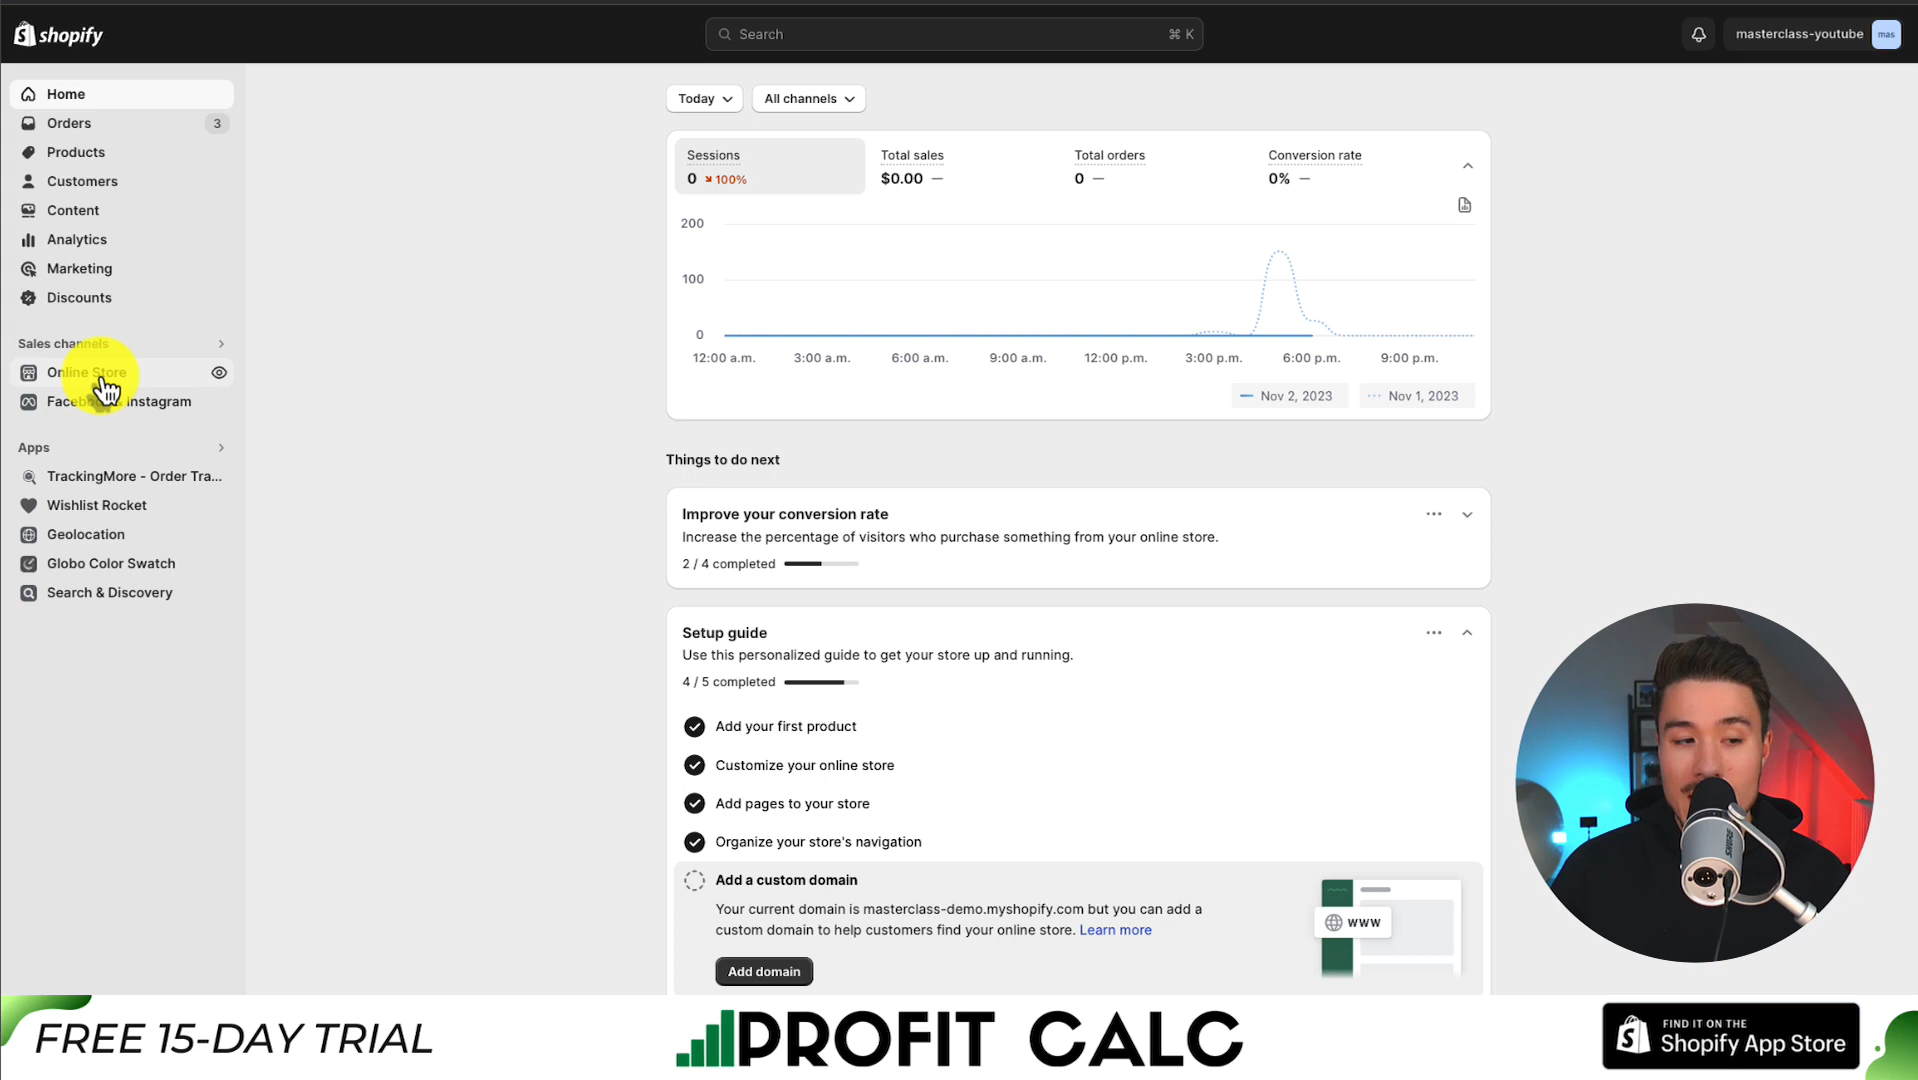 shopify
Search
⌘ K
masterclass-youtube
mas
Home
Orders
3
Products
Customers
Content
Analytics
Marketing
Discounts
Sales channels
Online Store
Facebook & Instagram
Apps
TrackingMore - Order Tra...
Wishlist Rocket
Geolocation
Globo Color Swatch
Search & Discovery
Today
All channels
Sessions
0 ↘ 100%
Total sales
$0.00 —
Total orders
0 —
Conversion rate
0% —
200
100
0
12:00 a.m.
3:00 a.m.
6:00 a.m.
9:00 a.m.
12:00 p.m.
3:00 p.m.
6:00 p.m.
9:00 p.m.
Nov 2, 2023
Nov 1, 2023
Things to do next
Improve your conversion rate
Increase the percentage of visitors who purchase something from your online store.
2 / 4 completed
Setup guide
Use this personalized guide to get your store up and running.
4 / 5 completed
Add your first product
Customize your online store
Add pages to your store
Organize your store's navigation
Add a custom domain
Your current domain is masterclass-demo.myshopify.com but you can add a
custom domain to help customers find your online store. Learn more
www
Add domain
FREE 15-DAY TRIAL
PROFIT CALC
FIND IT ON THE
Shopify App Store